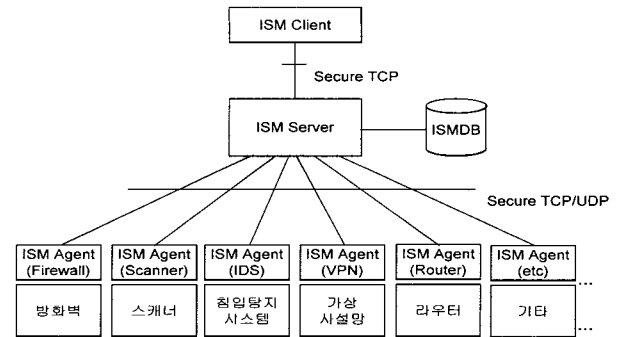 ISM Client
Secure TCP
ISM Server
ISMDB
Secure TCP/UDP
ISM Agent
(Firewall)
ISM Agent
(Scanner)
ISM Agent
(IDS)
ISM Agent
(VPN)
ISM Agent
(Router)
ISM Agent
(etc)
...
방화벽
스캐너
침입탐지
시스템
가상
사설망
라우터
기타
...